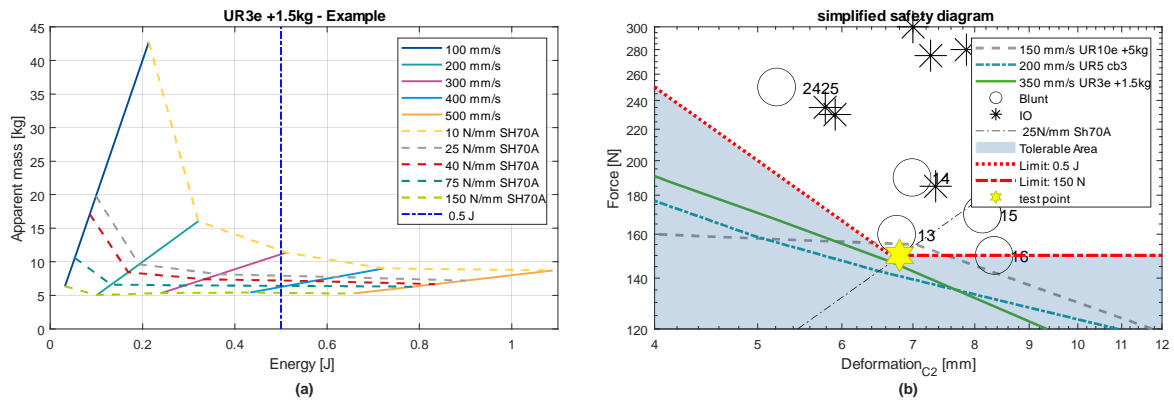 UR3e +1.5kg - Example
45
40
35
30
25
20
15
10
5
0
Apparent mass [kg]
0
0.2
0.4
0.6
0.8
1
Energy [J]
100 mm/s
200 mm/s
300 mm/s
400 mm/s
500 mm/s
10 N/mm SH70A
25 N/mm SH70A
40 N/mm SH70A
75 N/mm SH70A
150 N/mm SH70A
0.5 J
(a)
simplified safety diagram
300
280
260
240
220
200
180
160
140
120
Force [N]
4
5
6
7
8
9
10
11
12
Deformation C2 [mm]
150 mm/s UR10e +5kg
200 mm/s UR5 cb3
350 mm/s UR3e +1.5kg
Blunt
IO
25N/mm Sh70A
Tolerable Area
Limit: 0.5 J
Limit: 150 N
test point
2425
14
15
13
16
(b)